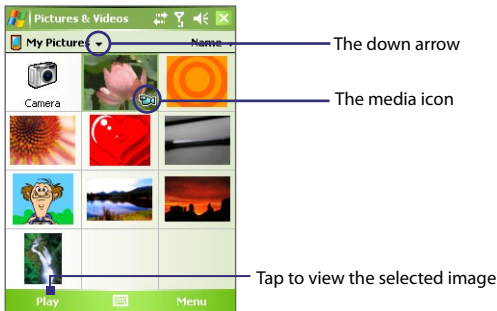 Pictures & Videos
My Pictures
Name
The down arrow
Camera
The media icon
Tap to view the selected image
Play
Menu